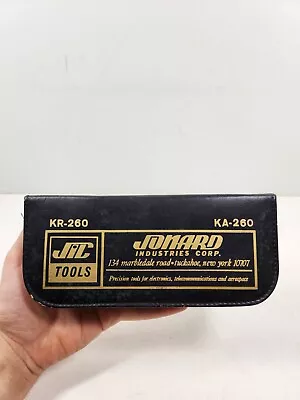 KR-260
KA-260
JIC
TOOLS
JONARD
INDUSTRIES CORP.
134 marbledale road • tuckahoe, new york 10707
Precision tools for electronics, telecommunications and aerospace